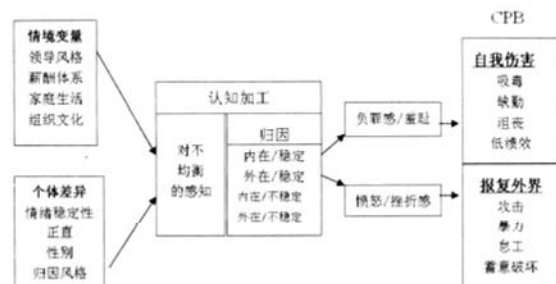 CPB
情境变量
领导风格
薪酬体系
家庭生活
组织文化
个体差异
情绪稳定性
正直
性别
归因风格
认知加工
对不
均衡
的感知
归因
内在/稳定
外在/稳定
内在/不稳定
外在/不稳定
负罪感/羞耻
愤怒/挫折感
自我伤害
吸毒
缺勤
沮丧
低绩效
报复外界
攻击
暴力
怠工
蓄意破坏